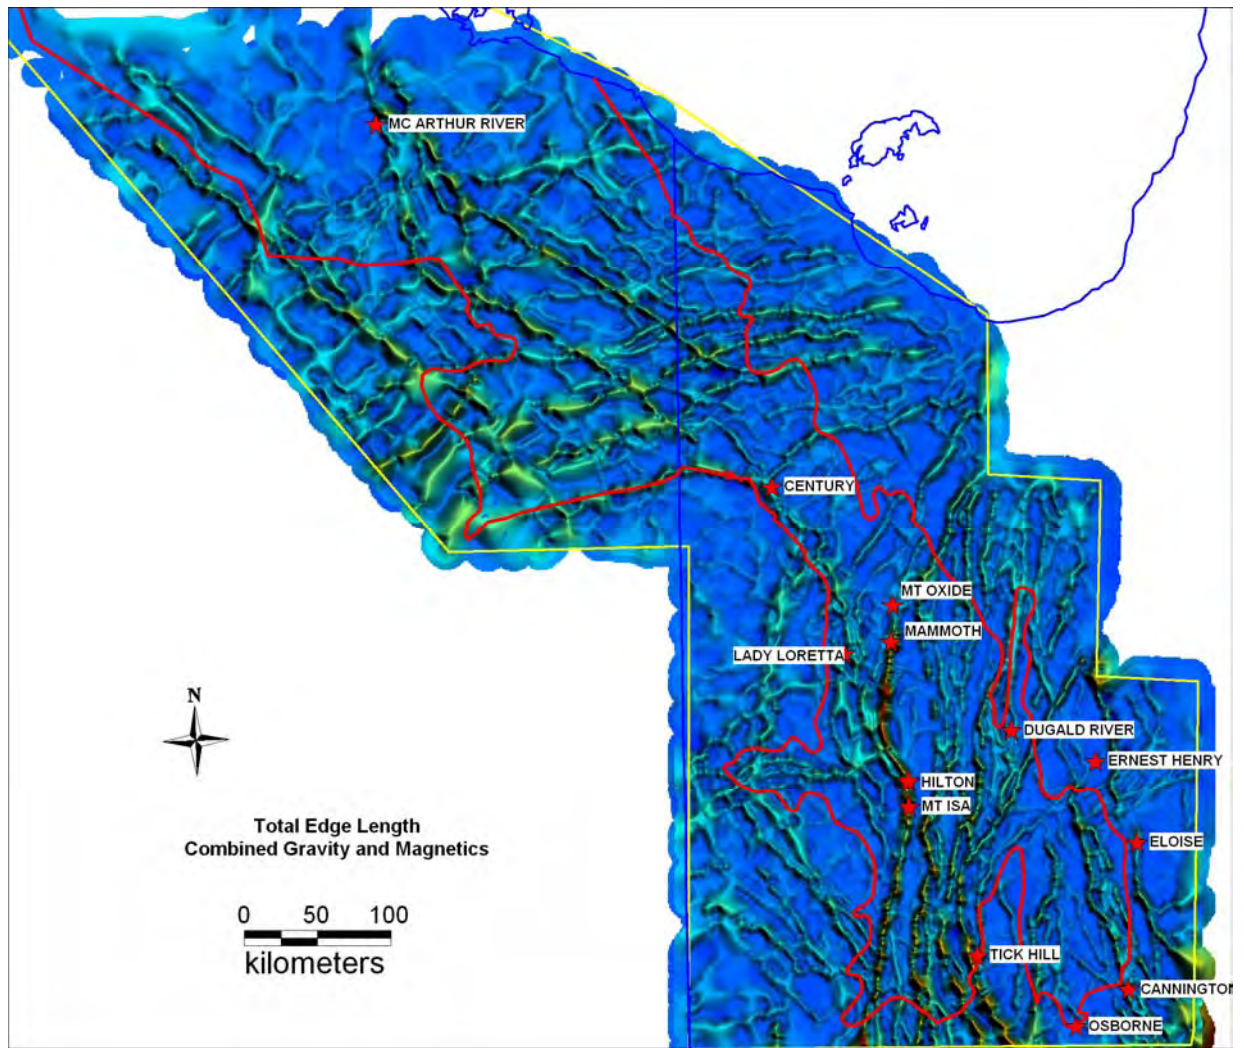 MC ARTHUR RIVER
CENTURY
MT OXIDE
MAMMOTH
LADY LORETTA
DUGALD RIVER
ERNEST HENRY
HILTON
MT ISA
ELOISE
TICK HILL
CANNINGTON
OSBORNE
N
Total Edge Length
Combined Gravity and Magnetics
0 50 100
kilometers